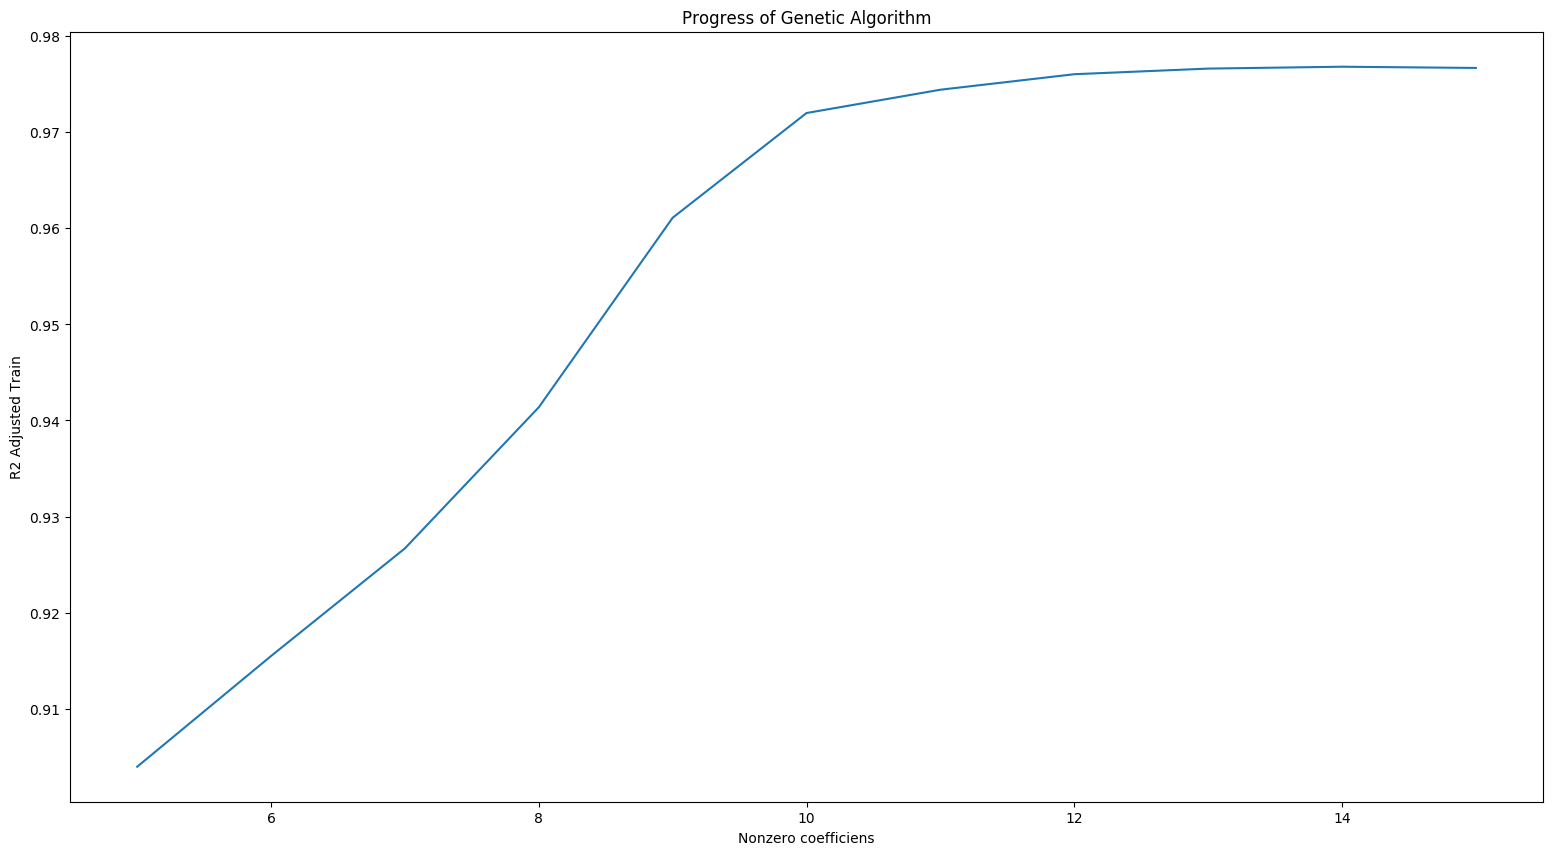 Progress of Genetic Algorithm
0.98
0.97
0.96
0.95
0.94
0.93
0.92
0.91
R2 Adjusted Train
6 8 10 12 14
Nonzero coefficiens